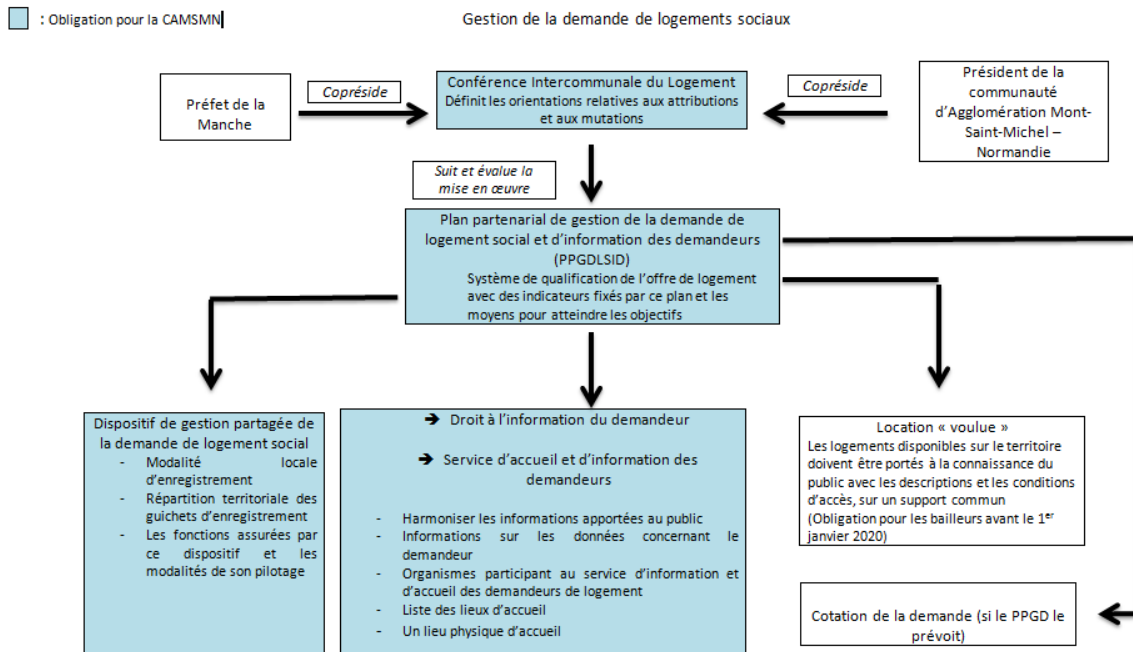 : Obligation pour la CAMSMN
Gestion de la demande de logements sociaux
Préfet de la
Manche
Copréside
Conférence Intercommunale du Logement
Définit les orientations relatives aux attributions
et aux mutations
Copréside
Président de la
communauté
d'Agglomération Mont-
Saint-Michel –
Normandie
Suit et évalue la
mise en œuvre
Plan partenarial de gestion de la demande de
logement social et d'information des demandeurs
(PPGDLSID)
Système de qualification de l'offre de logement
avec des indicateurs fixés par ce plan et les
moyens pour atteindre les objectifs
Dispositif de gestion partagée de
la demande de logement social
- Modalité locale
d'enregistrement
- Répartition territoriale des
guichets d'enregistrement
- Les fonctions assurées par
ce dispositif et les
modalités de son pilotage
➔ Droit à l'information du demandeur
➔ Service d'accueil et d'information des
demandeurs
- Harmoniser les informations apportées au public
- Informations sur les données concernant le
demandeur
- Organismes participant au service d'information et
d'accueil des demandeurs de logement
- Liste des lieux d'accueil
- Un lieu physique d'accueil
Location « voulue »
Les logements disponibles sur le territoire
doivent être portés à la connaissance du
public avec les descriptions et les conditions
d'accès, sur un support commun
(Obligation pour les bailleurs avant le 1er
janvier 2020)
Cotation de la demande (si le PPGD le
prévoit)